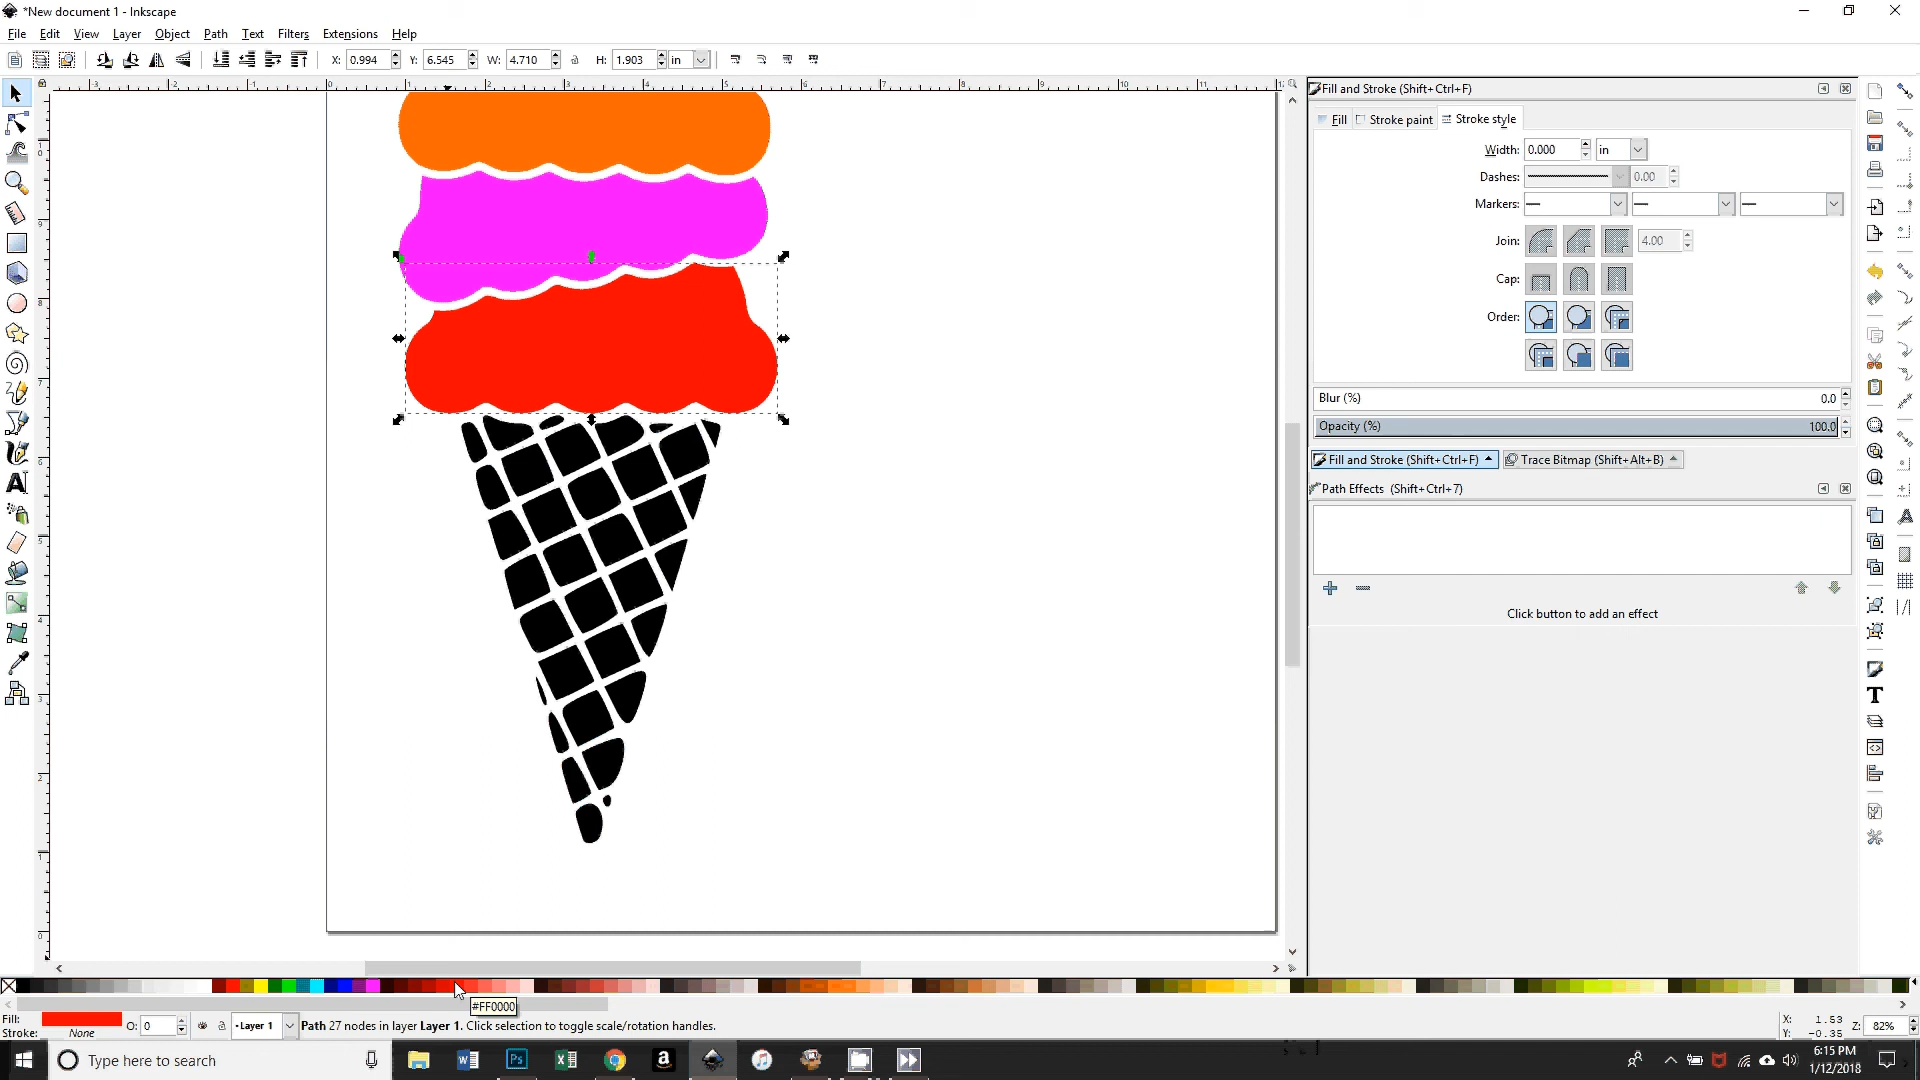 *New document 1 - Inkscape
File Edit View Layer Object Path Text Filters Extensions Help
X: 0.994 Y: 6.545 W: 4.710 H: 1.903 in
Fill and Stroke (Shift+Ctrl+F)
Fill Stroke paint Stroke style
Width: 0.000 in
Dashes: 0.00
Markers:
Join: 4.00
Cap:
Order:
Blur (%) 0.0
Opacity (%) 100.0
Fill and Stroke (Shift+Ctrl+F) Trace Bitmap (Shift+Alt+B)
Path Effects (Shift+Ctrl+7)
Click button to add an effect
#FF0000
Fill: O: 0 Layer 1 Path 27 nodes in layer Layer 1. Click selection to toggle scale/rotation handles.
Stroke: None
X: 1.53
Y: -0.35 Z: 82%
Type here to search
6:15 PM
1/12/2018